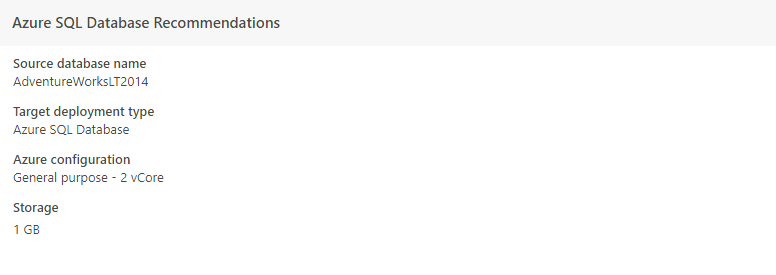 Azure SQL Database Recommendations
Source database name
AdventureWorksLT2014
Target deployment type
Azure SQL Database
Azure configuration
General purpose - 2 vCore
Storage
1 GB